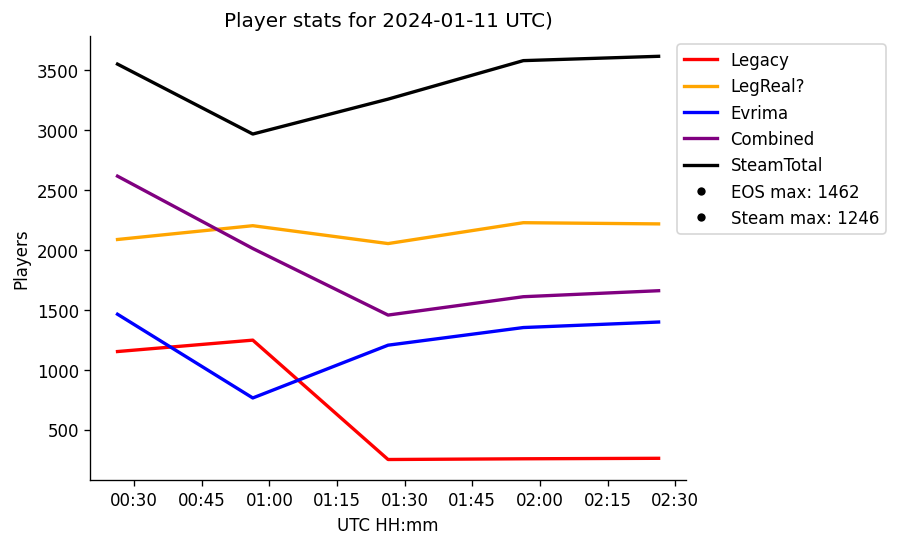 Player stats for 2024-01-11 UTC)
Legacy
LegReal?
Evrima
Combined
SteamTotal
EOS max: 1462
Steam max: 1246
3500
3000
2500
2000
1500
1000
500
Players
00:30 00:45 01:00 01:15 01:30 01:45 02:00 02:15 02:30
UTC HH:mm